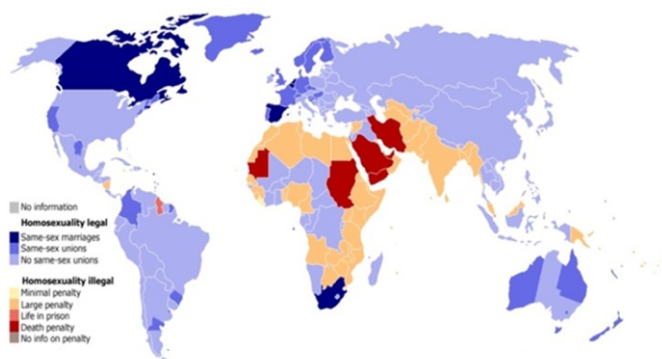 No information
Homosexuality legal
Same-sex marriages
Same-sex unions
No same-sex unions
Homosexuality illegal
Minimal penalty
Large penalty
Life in prison
Death penalty
No info on penalty